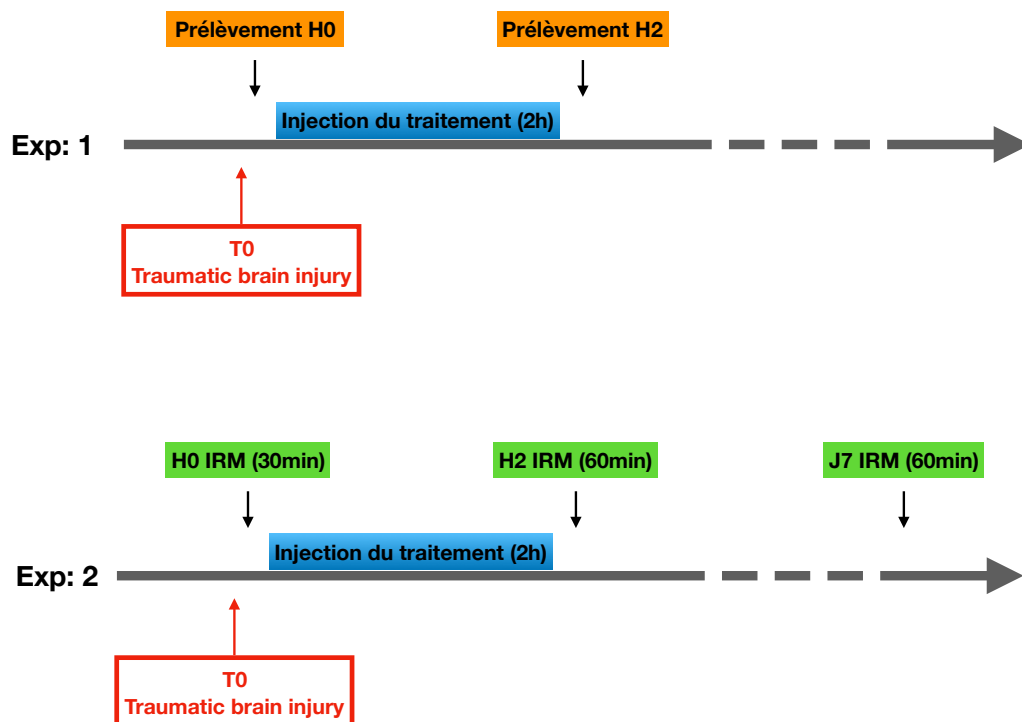 Prélèvement H0
Prélèvement H2
Injection du traitement (2h)
Exp: 1
T0
Traumatic brain injury
H0 IRM (30min)
H2 IRM (60min)
J7 IRM (60min)
Injection du traitement (2h)
Exp: 2
T0
Traumatic brain injury